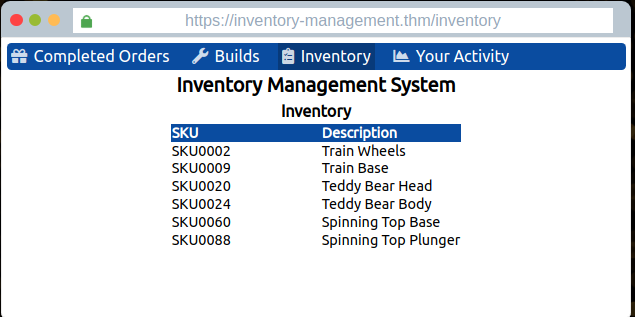 https://inventory-management.thm/inventory
Completed Orders Builds Inventory Your Activity
Inventory Management System
Inventory
SKU Description
SKU0002 Train Wheels
SKU0009 Train Base
SKU0020 Teddy Bear Head
SKU0024 Teddy Bear Body
SKU0060 Spinning Top Base
SKU0088 Spinning Top Plunger